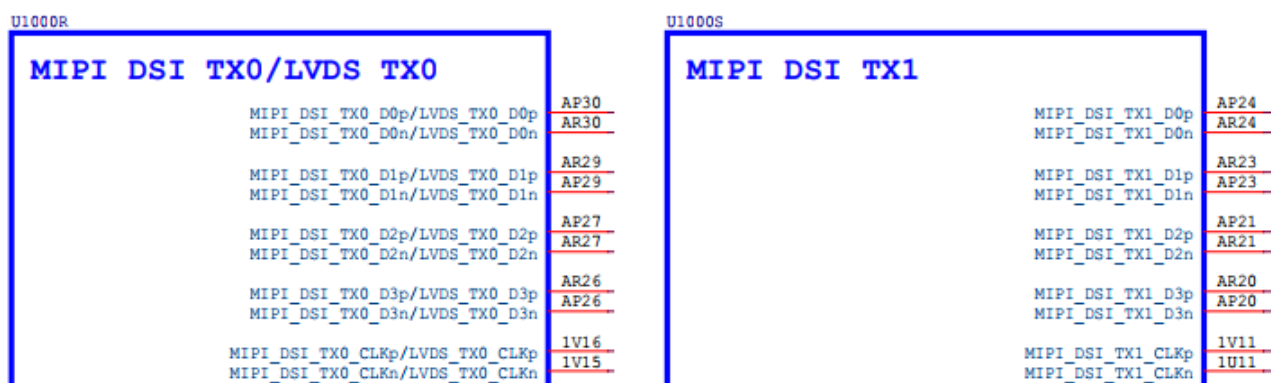 U1000R
MIPI DSI TX0/LVDS TX0
MIPI_DSI_TX0_D0p/LVDS_TX0_D0p AP30
MIPI_DSI_TX0_D0n/LVDS_TX0_D0n AR30
MIPI_DSI_TX0_D1p/LVDS_TX0_D1p AR29
MIPI_DSI_TX0_D1n/LVDS_TX0_D1n AP29
MIPI_DSI_TX0_D2p/LVDS_TX0_D2p AP27
MIPI_DSI_TX0_D2n/LVDS_TX0_D2n AR27
MIPI_DSI_TX0_D3p/LVDS_TX0_D3p AR26
MIPI_DSI_TX0_D3n/LVDS_TX0_D3n AP26
MIPI_DSI_TX0_CLKp/LVDS_TX0_CLKp 1V16
MIPI_DSI_TX0_CLKn/LVDS_TX0_CLKn 1V15
U1000S
MIPI DSI TX1
MIPI_DSI_TX1_D0p AP24
MIPI_DSI_TX1_D0n AR24
MIPI_DSI_TX1_D1p AR23
MIPI_DSI_TX1_D1n AP23
MIPI_DSI_TX1_D2p AP21
MIPI_DSI_TX1_D2n AR21
MIPI_DSI_TX1_D3p AR20
MIPI_DSI_TX1_D3n AP20
MIPI_DSI_TX1_CLKp 1V11
MIPI_DSI_TX1_CLKn 1U11